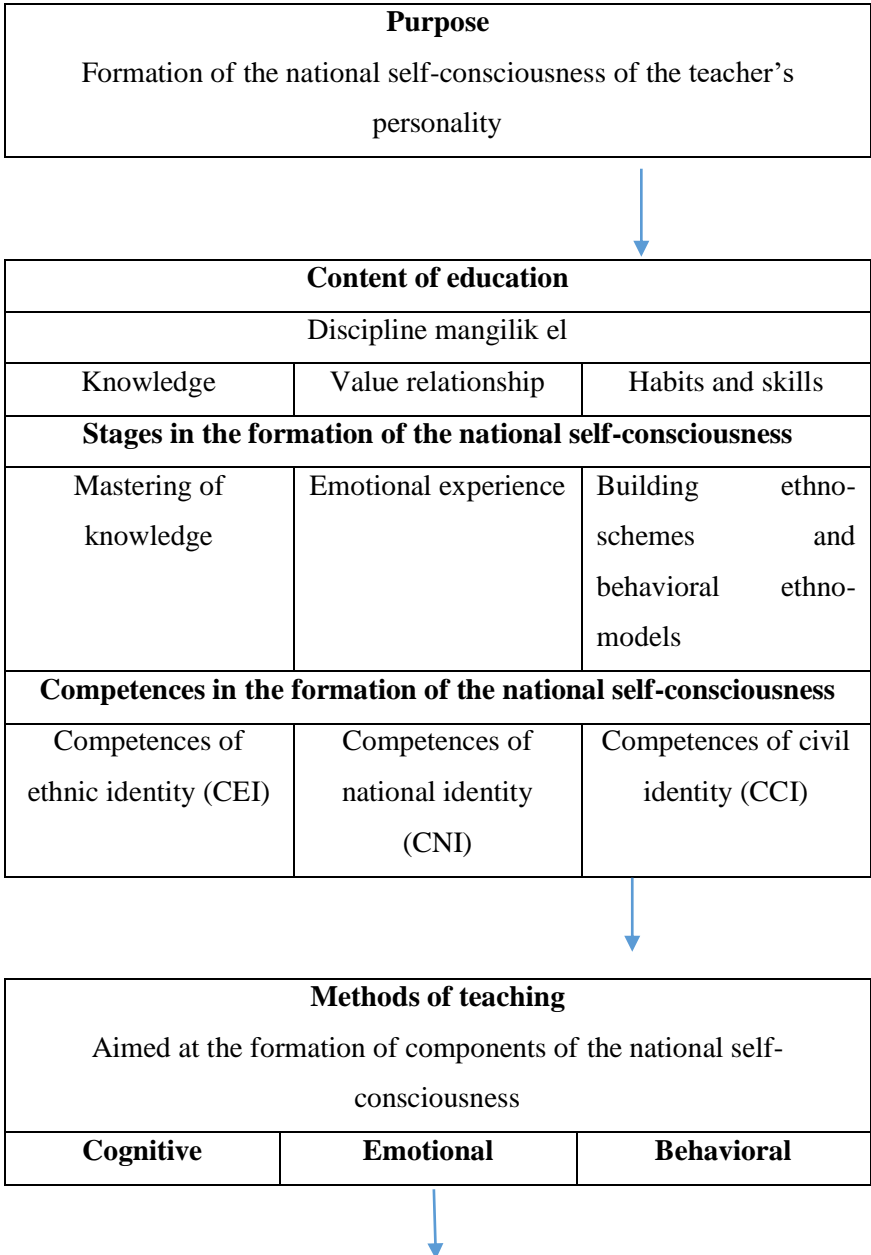 Purpose
Formation of the national self-consciousness of the teacher's
personality
Content of education
Discipline mangilik el
Knowledge
Value relationship
Habits and skills
Stages in the formation of the national self-consciousness
Mastering of
knowledge
Emotional experience
Building ethno-
schemes and
behavioral ethno-
models
Competences in the formation of the national self-consciousness
Competences of
ethnic identity (CEI)
Competences of
national identity
(CNI)
Competences of civil
identity (CCI)
Methods of teaching
Aimed at the formation of components of the national self-
consciousness
Cognitive
Emotional
Behavioral